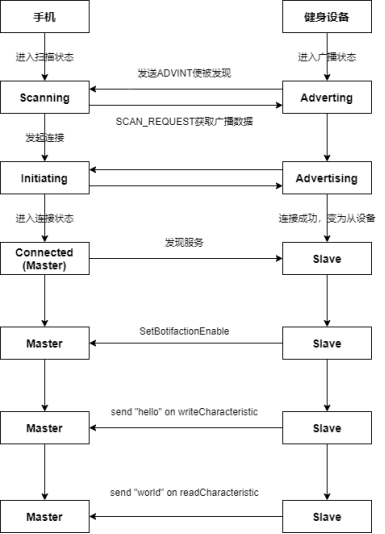 手机
健身设备
进入扫描状态
进入广播状态
发送ADVINT使被发现
Scanning
Adverting
SCAN_REQUEST获取广播数据
发起连接
Initiating
Advertising
进入连接状态
连接成功，变为从设备
发现服务
Connected
(Master)
Slave
SetBotifactionEnable
Master
Slave
send "hello" on writeCharacteristic
Master
Slave
send "world" on readCharacteristic
Master
Slave